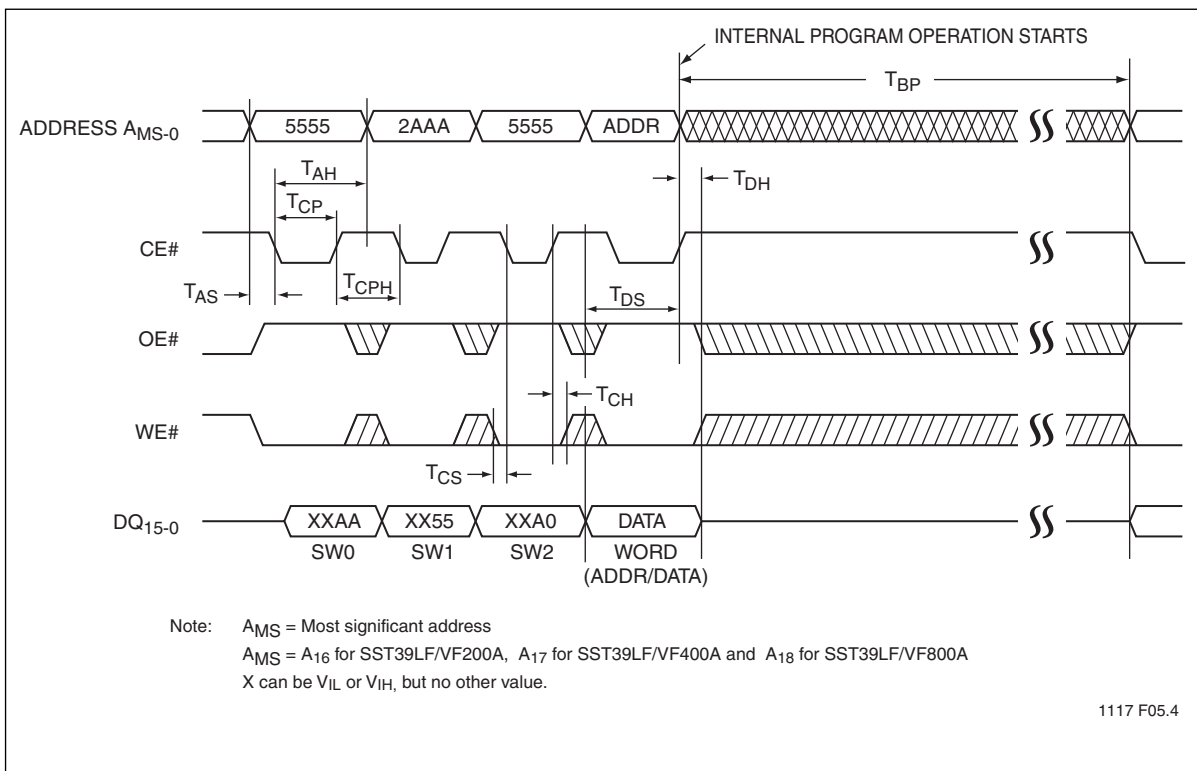 INTERNAL PROGRAM OPERATION STARTS
TBP
ADDRESS AMS-0
5555 2AAA 5555 ADDR
TAH
TDH
TCP
CE#
TCPH
TAS
TDS
OE#
TCH
WE#
TCS
DQ15-0
XXAA XX55 XXA0 DATA
SW0 SW1 SW2 WORD
(ADDR/DATA)
Note: AMS = Most significant address
AMS = A16 for SST39LF/VF200A, A17 for SST39LF/VF400A and A18 for SST39LF/VF800A
X can be VIL or VIH, but no other value.
1117 F05.4